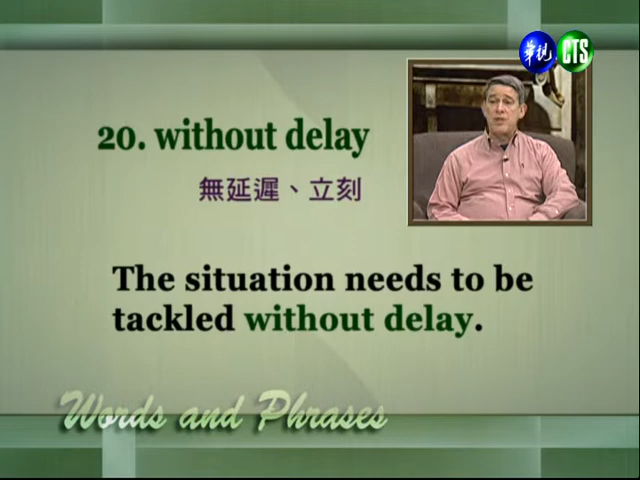 華視 CTS
20. without delay
無延遲、立刻
The situation needs to be
tackled without delay.
Words and Phrases